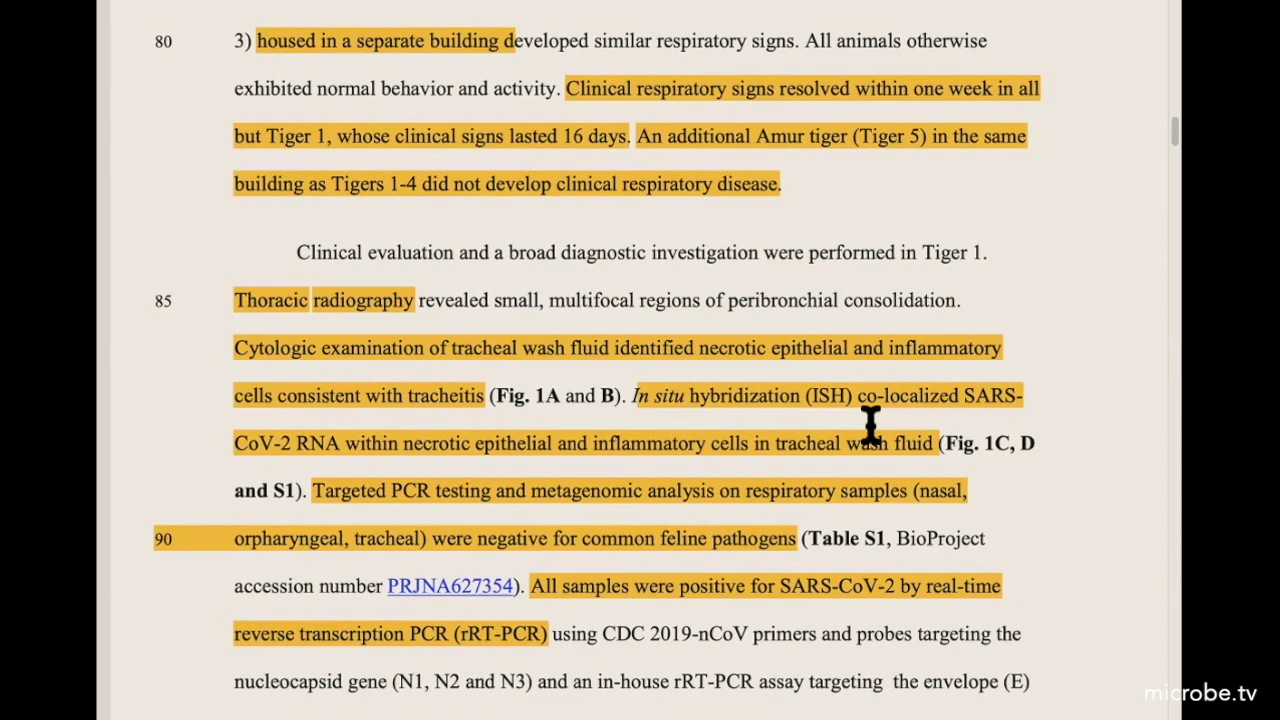 80 3) housed in a separate building developed similar respiratory signs. All animals otherwise
exhibited normal behavior and activity. Clinical respiratory signs resolved within one week in all
but Tiger 1, whose clinical signs lasted 16 days. An additional Amur tiger (Tiger 5) in the same
building as Tigers 1-4 did not develop clinical respiratory disease.
Clinical evaluation and a broad diagnostic investigation were performed in Tiger 1.
85 Thoracic radiography revealed small, multifocal regions of peribronchial consolidation.
Cytologic examination of tracheal wash fluid identified necrotic epithelial and inflammatory
cells consistent with tracheitis (Fig. 1A and B). In situ hybridization (ISH) co-localized SARS-
CoV-2 RNA within necrotic epithelial and inflammatory cells in tracheal wash fluid (Fig. 1C, D
and S1). Targeted PCR testing and metagenomic analysis on respiratory samples (nasal,
90 orpharyngeal, tracheal) were negative for common feline pathogens (Table S1, BioProject
accession number PRJNA627354). All samples were positive for SARS-CoV-2 by real-time
reverse transcription PCR (rRT-PCR) using CDC 2019-nCoV primers and probes targeting the
nucleocapsid gene (N1, N2 and N3) and an in-house rRT-PCR assay targeting the envelope (E)
microbe.tv